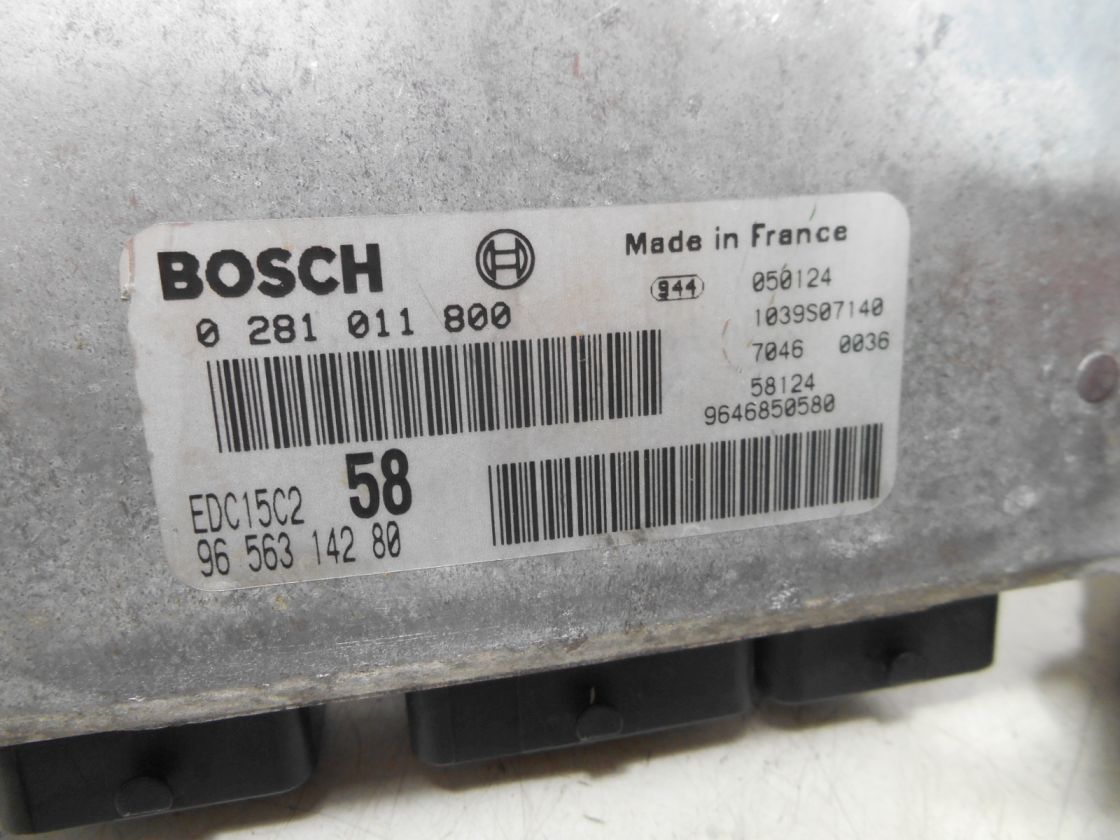 BOSCH
Made in France
0 281 011 800
944
050124
1039S07140
7046 0036
58124
9646850580
58
EDC15C2
96 563 142 80